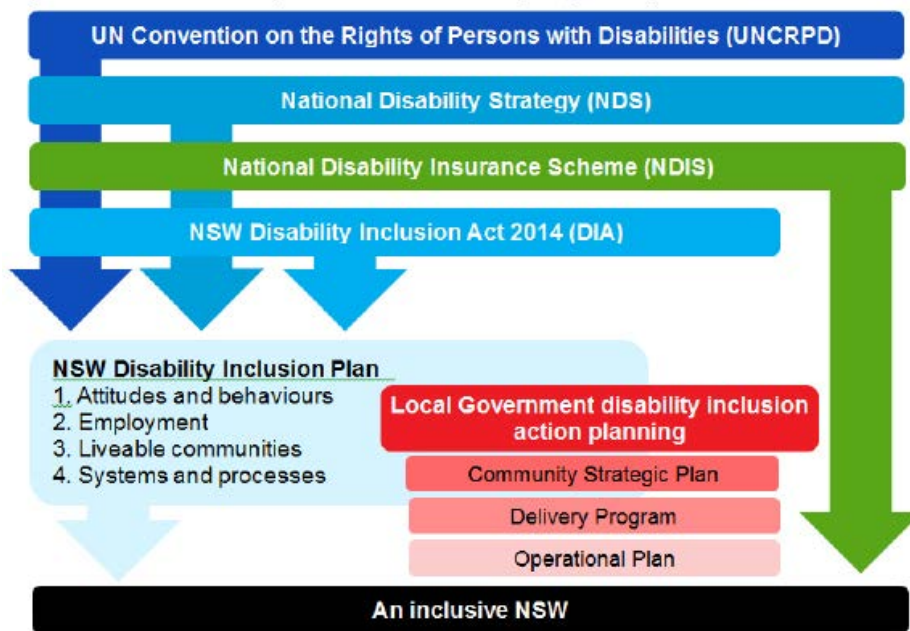 UN Convention on the Rights of Persons with Disabilities (UNCRPD)
National Disability Strategy (NDS)
National Disability Insurance Scheme (NDIS)
NSW Disability Inclusion Act 2014 (DIA)
NSW Disability Inclusion Plan
1. Attitudes and behaviours
2. Employment
3. Liveable communities
4. Systems and processes
Local Government disability inclusion
action planning
Community Strategic Plan
Delivery Program
Operational Plan
An inclusive NSW